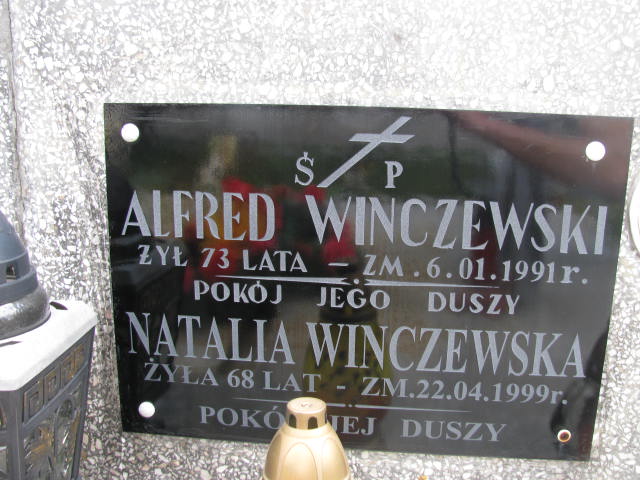 Ś P
ALFRED WINCZEWSKI
ŻYŁ 73 LATA – ZM. 6.01.1991r.
POKÓJ JEGO DUSZY
NATALIA WINCZEWSKA
ŻYŁA 68 LAT - ZM. 22.04.1999r.
POKÓJ JEJ DUSZY